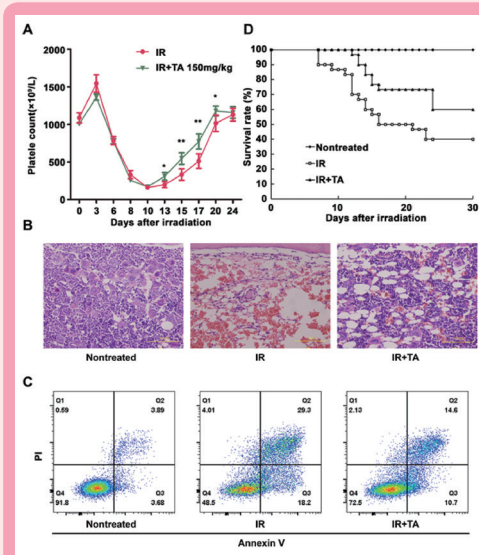 A
IR
IR+TA 150mg/kg
Platele count(×10⁹/L)
2000
1500
1000
500
0
*
**
**
*
0 3 6 8 10 13 15 17 20 24
Days after irradiation
D
Survival rate (%)
100
90
80
70
60
50
40
30
20
10
0
Nontreated
IR
IR+TA
0 10 20 30
Days after irradiation
B
Nontreated
IR
IR+TA
C
PI
Q1
0.59
Q2
3.89
Q4
91.8
Q3
3.68
Nontreated
Q1
4.01
Q2
29.3
Q4
48.5
Q3
18.2
IR
Q1
2.13
Q2
14.6
Q4
72.5
Q3
10.7
IR+TA
Annexin V